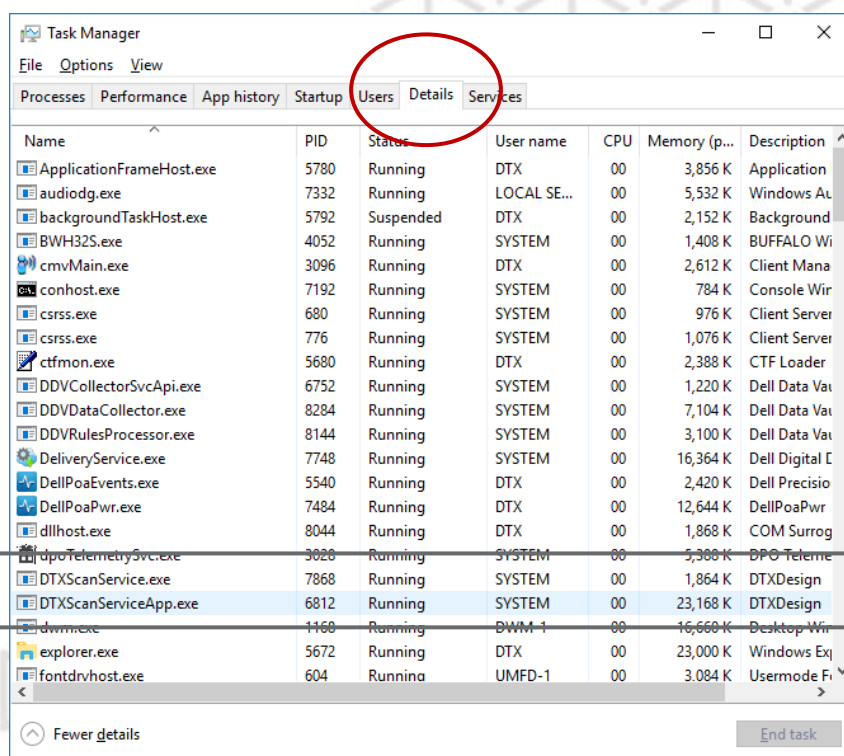 Task Manager
File Options View
Processes Performance App history Startup Users Details Services
Name PID Status User name CPU Memory (p... Description
ApplicationFrameHost.exe 5780 Running DTX 00 3,856 K Application
audiodg.exe 7332 Running LOCAL SE... 00 5,532 K Windows Au
backgroundTaskHost.exe 5792 Suspended DTX 00 2,152 K Background
BWH32S.exe 4052 Running SYSTEM 00 1,408 K BUFFALO Wi
cmvMain.exe 3096 Running DTX 00 2,612 K Client Mana
conhost.exe 7192 Running SYSTEM 00 784 K Console Win
csrss.exe 680 Running SYSTEM 00 976 K Client Server
csrss.exe 776 Running SYSTEM 00 1,076 K Client Server
ctfmon.exe 5680 Running DTX 00 2,388 K CTF Loader
DDVCollectorSvcApi.exe 6752 Running SYSTEM 00 1,220 K Dell Data Vau
DDVDataCollector.exe 8284 Running SYSTEM 00 7,104 K Dell Data Vau
DDVRulesProcessor.exe 8144 Running SYSTEM 00 3,100 K Dell Data Vau
DeliveryService.exe 7748 Running SYSTEM 00 16,364 K Dell Digital D
DellPoaEvents.exe 5540 Running DTX 00 2,420 K Dell Precisio
DellPoaPwr.exe 7484 Running DTX 00 12,644 K DellPoaPwr
dllhost.exe 8044 Running DTX 00 1,868 K COM Surrog
dpoTelemetrySvc.exe 3028 Running SYSTEM 00 5,388 K DPO Teleme
DTXScanService.exe 7868 Running SYSTEM 00 1,864 K DTXDesign
DTXScanServiceApp.exe 6812 Running SYSTEM 00 23,168 K DTXDesign
dwm.exe 1168 Running DWM-1 00 16,660 K Desktop Win
explorer.exe 5672 Running DTX 00 23,000 K Windows Exp
fontdrvhost.exe 604 Running UMFD-1 00 3,084 K Usermode Fo
Fewer details End task